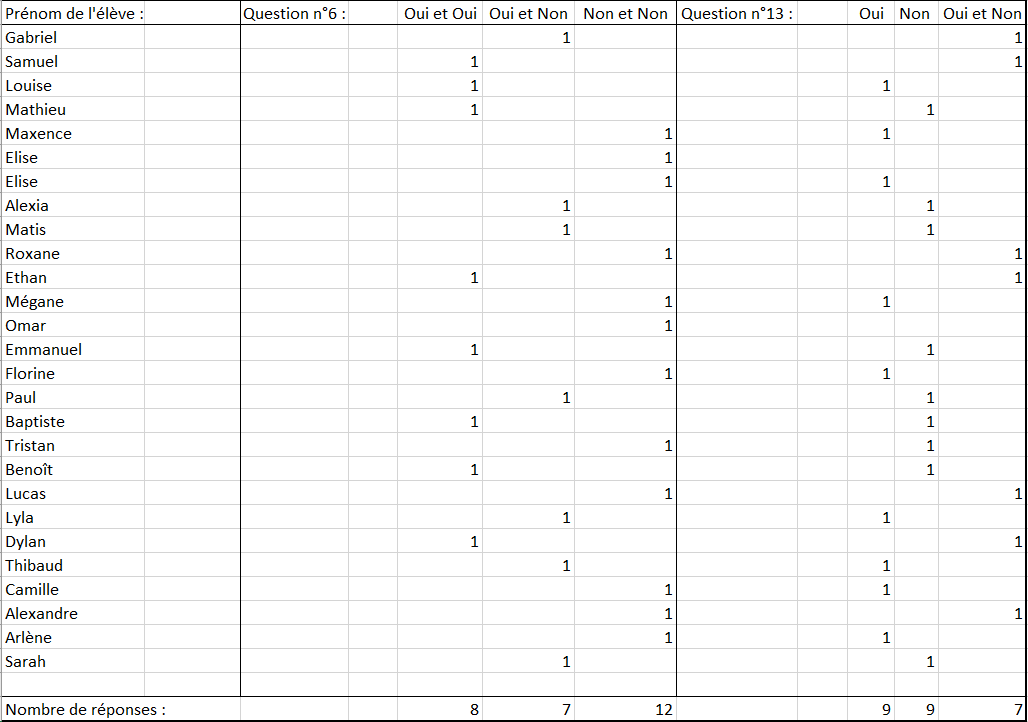 Prénom de l'élève : Question n°6 : Oui et Oui Oui et Non Non et Non Question n°13 : Oui Non Oui et Non
Gabriel 1 1
Samuel 1 1
Louise 1 1
Mathieu 1 1
Maxence 1 1
Elise 1
Elise 1 1
Alexia 1 1
Matis 1 1
Roxane 1 1
Ethan 1 1
Mégane 1 1
Omar 1
Emmanuel 1 1
Florine 1 1
Paul 1 1
Baptiste 1 1
Tristan 1 1
Benoît 1 1
Lucas 1 1
Lyla 1 1
Dylan 1 1
Thibaud 1 1
Camille 1 1
Alexandre 1 1
Arlène 1 1
Sarah 1 1
Nombre de réponses : 8 7 12 9 9 7